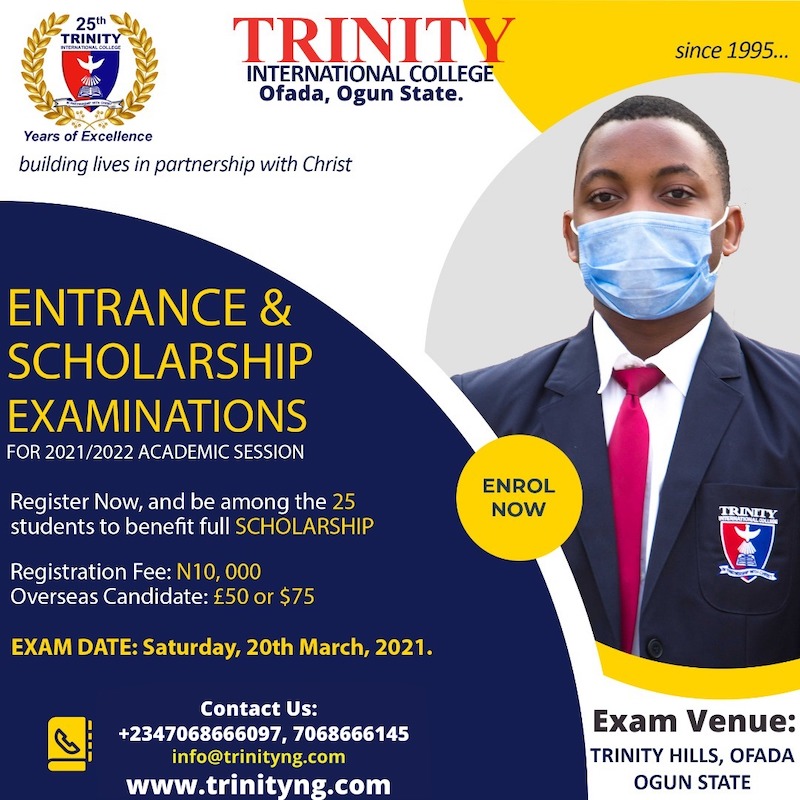 25th
TRINITY
INTERNATIONAL COLLEGE
Years of Excellence
building lives in partnership with Christ
TRINITY
INTERNATIONAL COLLEGE
Ofada, Ogun State.
since 1995...
ENTRANCE &
SCHOLARSHIP
EXAMINATIONS
FOR 2021/2022 ACADEMIC SESSION
Register Now, and be among the 25
students to benefit full SCHOLARSHIP
Registration Fee: N10, 000
Overseas Candidate: £50 or $75
EXAM DATE: Saturday, 20th March, 2021.
ENROL
NOW
TRINITY
INTERNATIONAL COLLEGE
Contact Us:
+2347068666097, 7068666145
info@trinityng.com
www.trinityng.com
Exam Venue:
TRINITY HILLS, OFADA
OGUN STATE